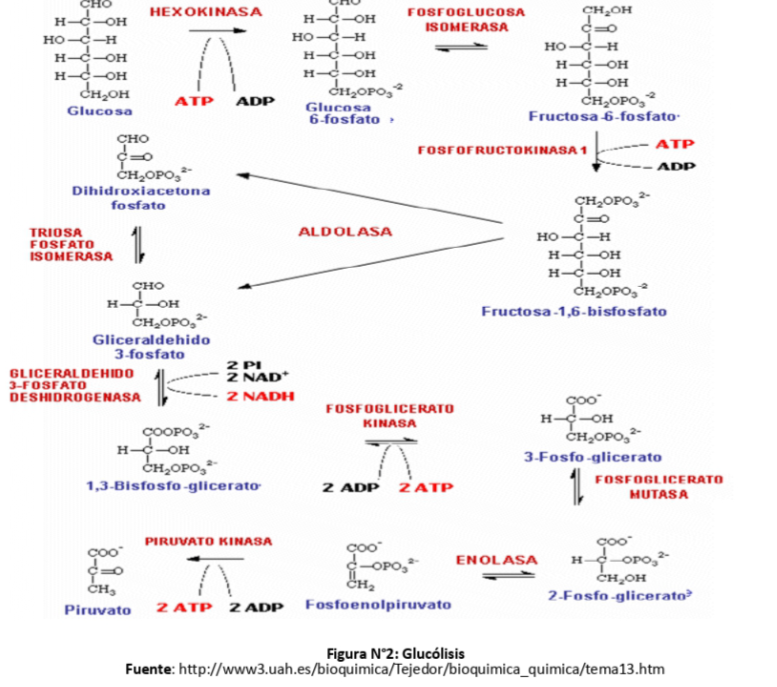 CHO
H-C-OH
HO-C-H
H-C-OH
H-C-OH
CH₂OH
Glucosa
HEXOKINASA
ATP ADP
CHO
H-C-OH
HO-C-H
H-C-OH
H-C-OH
CH₂OPO₃⁻²
Glucosa
6-fosfato
FOSFOGLUCOSA
ISOMERASA
CH₂OH
C=O
HO-C-H
H-C-OH
H-C-OH
CH₂OPO₃⁻²
Fructosa-6-fosfato
FOSFOFRUCTOKINASA 1
ATP
ADP
CHO
C=O
CH₂OPO₃²⁻
Dihidroxiacetona
fosfato
TRIOSA
FOSFATO
ISOMERASA
ALDOLASA
CH₂OPO₃²⁻
C=O
HO-C-H
H-C-OH
H-C-OH
CH₂OPO₃⁻²
Fructosa-1,6-bisfosfato
CHO
H-C-OH
CH₂OPO₃²⁻
Gliceraldehido
3-fosfato
GLICERALDEHIDO
3-FOSFATO
DESHIDROGENASA
2 PI
2 NAD⁺
2 NADH
COOPO₃²⁻
H-C-OH
CH₂OPO₃²⁻
1,3-Bisfosfo-glicerato
FOSFOGLICERATO
KINASA
2 ADP 2 ATP
COO⁻
H-C-OH
CH₂OPO₃²⁻
3-Fosfo-glicerato
FOSFOGLICERATO
MUTASA
COO⁻
H-C-OPO₃²⁻
CH₂OH
2-Fosfo-glicerato
ENOLASA
COO⁻
C-OPO₃²⁻
CH₂
Fosfoenolpiruvato
PIRUVATO KINASA
2 ATP 2 ADP
COO⁻
C=O
CH₃
Piruvato
Figura N°2: Glucólisis
Fuente: http://www3.uah.es/bioquimica/Tejedor/bioquimica_quimica/tema13.htm